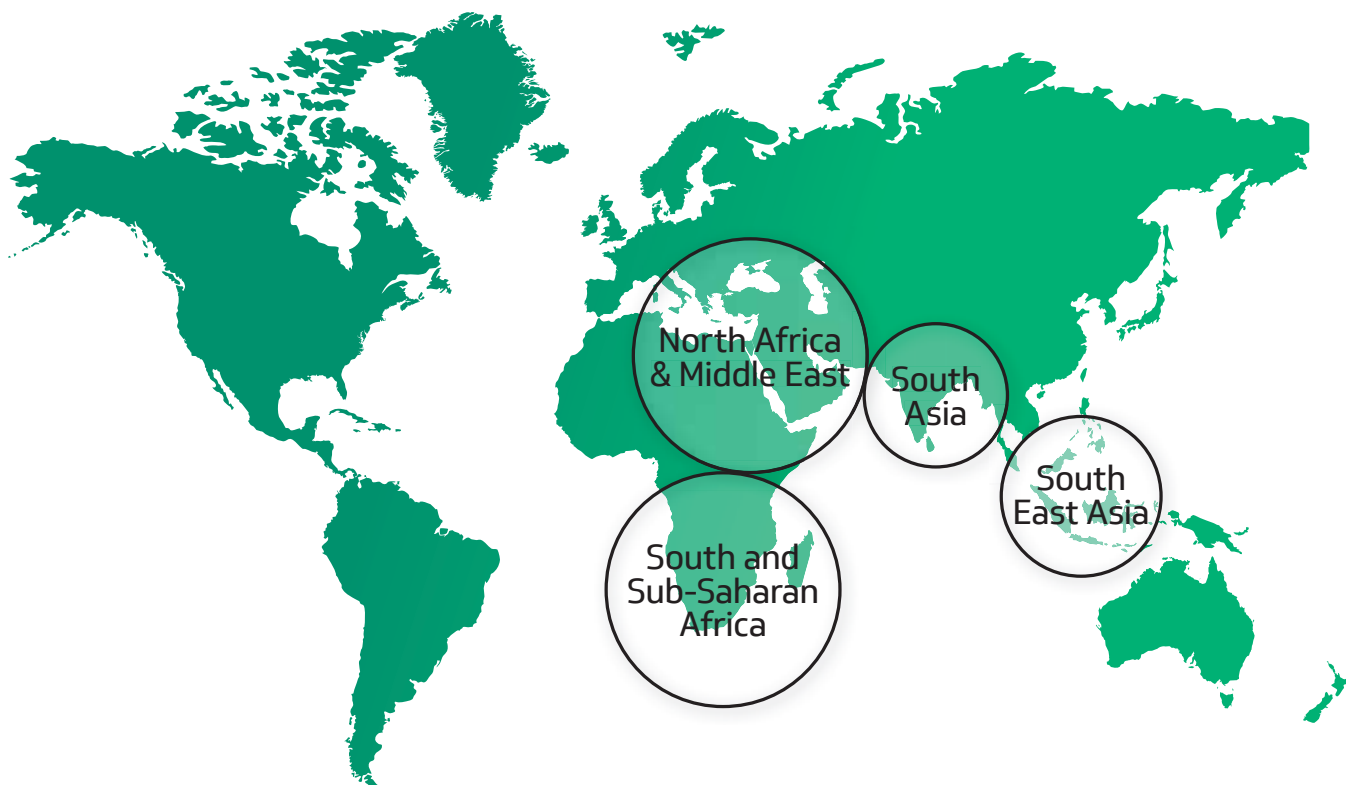 North Africa
& Middle East
South
Asia
South
East Asia
South and
Sub-Saharan
Africa